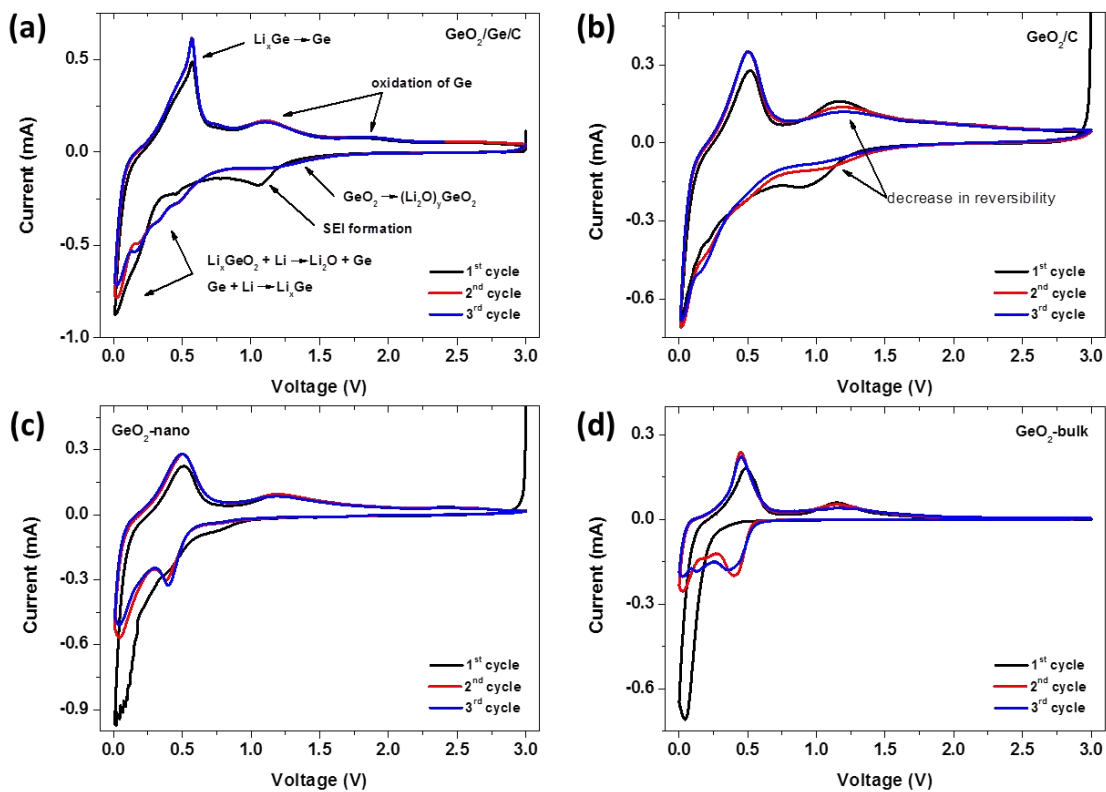 (a)
GeO₂/Ge/C
LiₓGe→Ge
oxidation of Ge
GeO₂→(Li₂O)ᵧGeO₂
SEI formation
LiₓGeO₂ + Li→Li₂O + Ge
Ge + Li→LiₓGe
1ˢᵗ cycle
2ⁿᵈ cycle
3ʳᵈ cycle
0.5
0.0
-0.5
-1.0
Current (mA)
0.0 0.5 1.0 1.5 2.0 2.5 3.0
Voltage (V)
(b)
GeO₂/C
decrease in reversibility
1ˢᵗ cycle
2ⁿᵈ cycle
3ʳᵈ cycle
0.3
0.0
-0.3
-0.6
Current (mA)
0.0 0.5 1.0 1.5 2.0 2.5 3.0
Voltage (V)
(c)
GeO₂-nano
1ˢᵗ cycle
2ⁿᵈ cycle
3ʳᵈ cycle
0.3
0.0
-0.3
-0.6
-0.9
Current (mA)
0.0 0.5 1.0 1.5 2.0 2.5 3.0
Voltage (V)
(d)
GeO₂-bulk
1ˢᵗ cycle
2ⁿᵈ cycle
3ʳᵈ cycle
0.3
0.0
-0.3
-0.6
Current (mA)
0.0 0.5 1.0 1.5 2.0 2.5 3.0
Voltage (V)